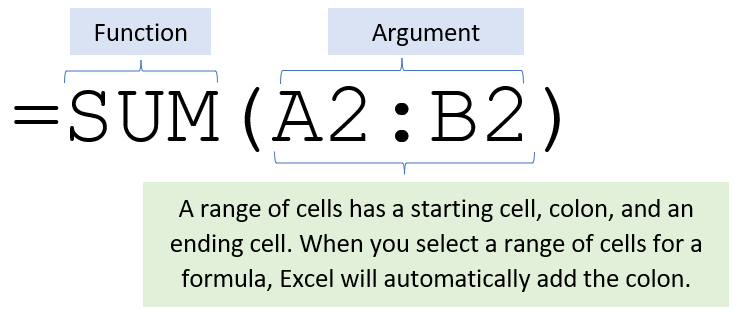 Function
Argument
=SUM(A2:B2)
A range of cells has a starting cell, colon, and an
ending cell. When you select a range of cells for a
formula, Excel will automatically add the colon.